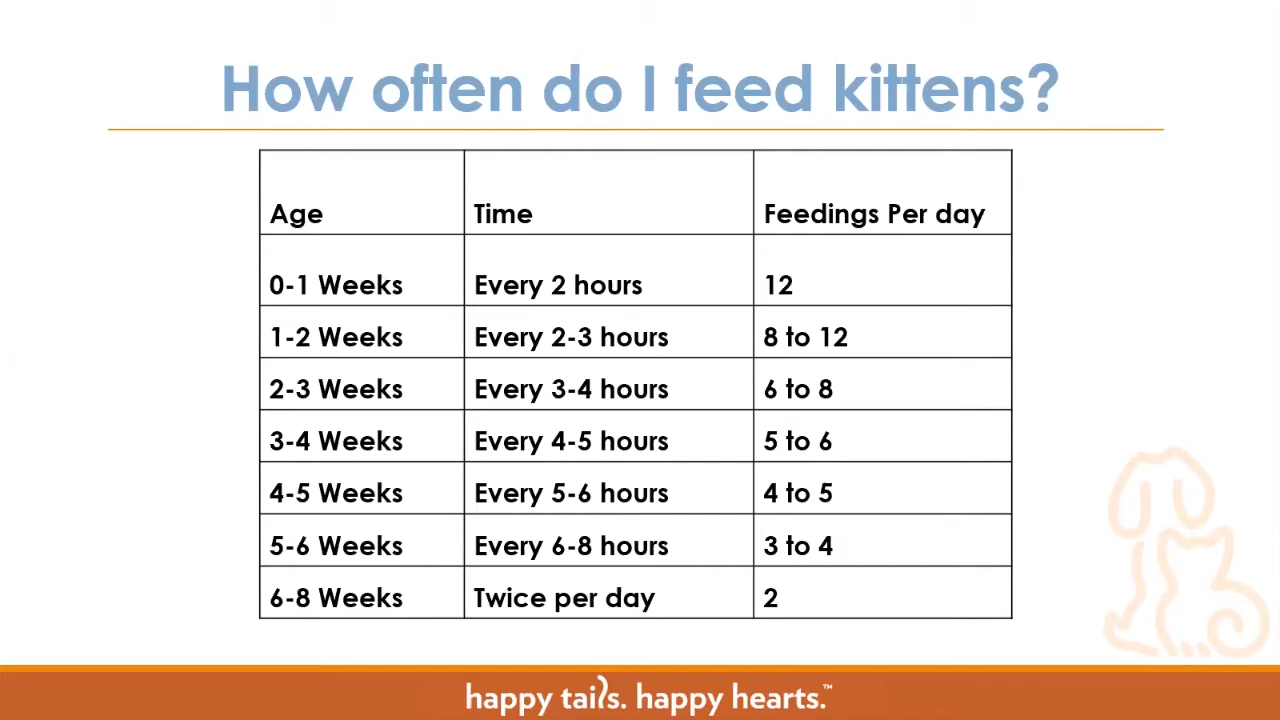 How often do I feed kittens?
Age Time Feedings Per day
0-1 Weeks Every 2 hours 12
1-2 Weeks Every 2-3 hours 8 to 12
2-3 Weeks Every 3-4 hours 6 to 8
3-4 Weeks Every 4-5 hours 5 to 6
4-5 Weeks Every 5-6 hours 4 to 5
5-6 Weeks Every 6-8 hours 3 to 4
6-8 Weeks Twice per day 2
happy tails. happy hearts.™